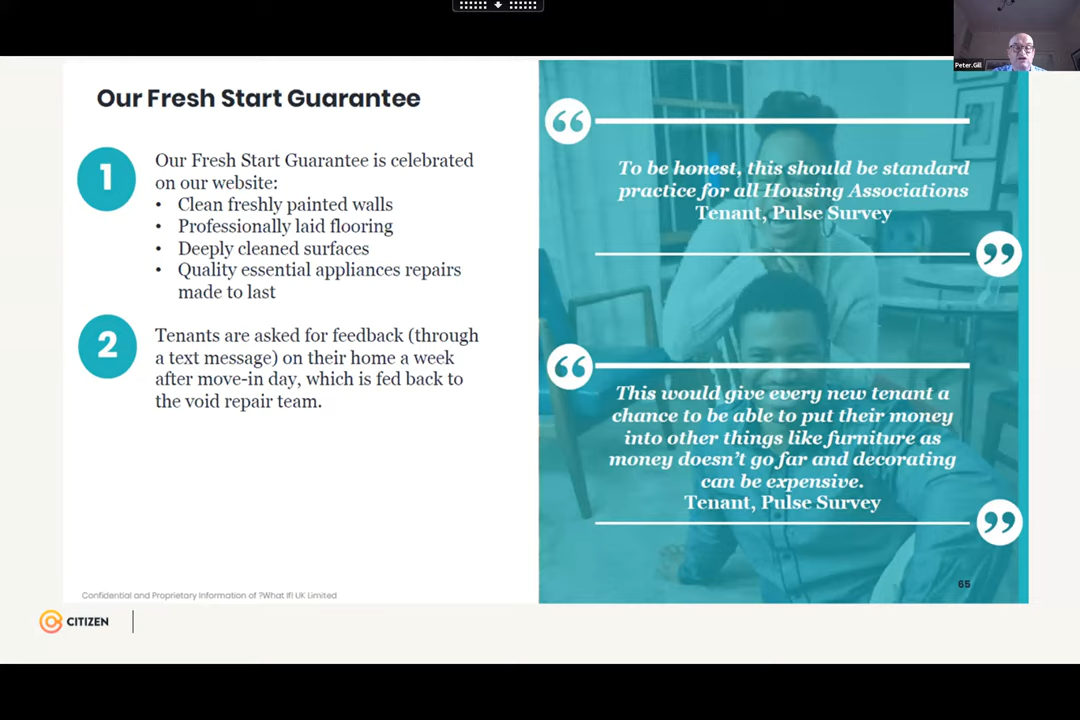 Peter.Gill
Our Fresh Start Guarantee
1
Our Fresh Start Guarantee is celebrated
on our website:
• Clean freshly painted walls
• Professionally laid flooring
• Deeply cleaned surfaces
• Quality essential appliances repairs
made to last
2
Tenants are asked for feedback (through
a text message) on their home a week
after move-in day, which is fed back to
the void repair team.
“
To be honest, this should be standard
practice for all Housing Associations
Tenant, Pulse Survey
”
“
This would give every new tenant a
chance to be able to put their money
into other things like furniture as
money doesn’t go far and decorating
can be expensive.
Tenant, Pulse Survey
”
65
Confidential and Proprietary Information of ?What If! UK Limited
CITIZEN